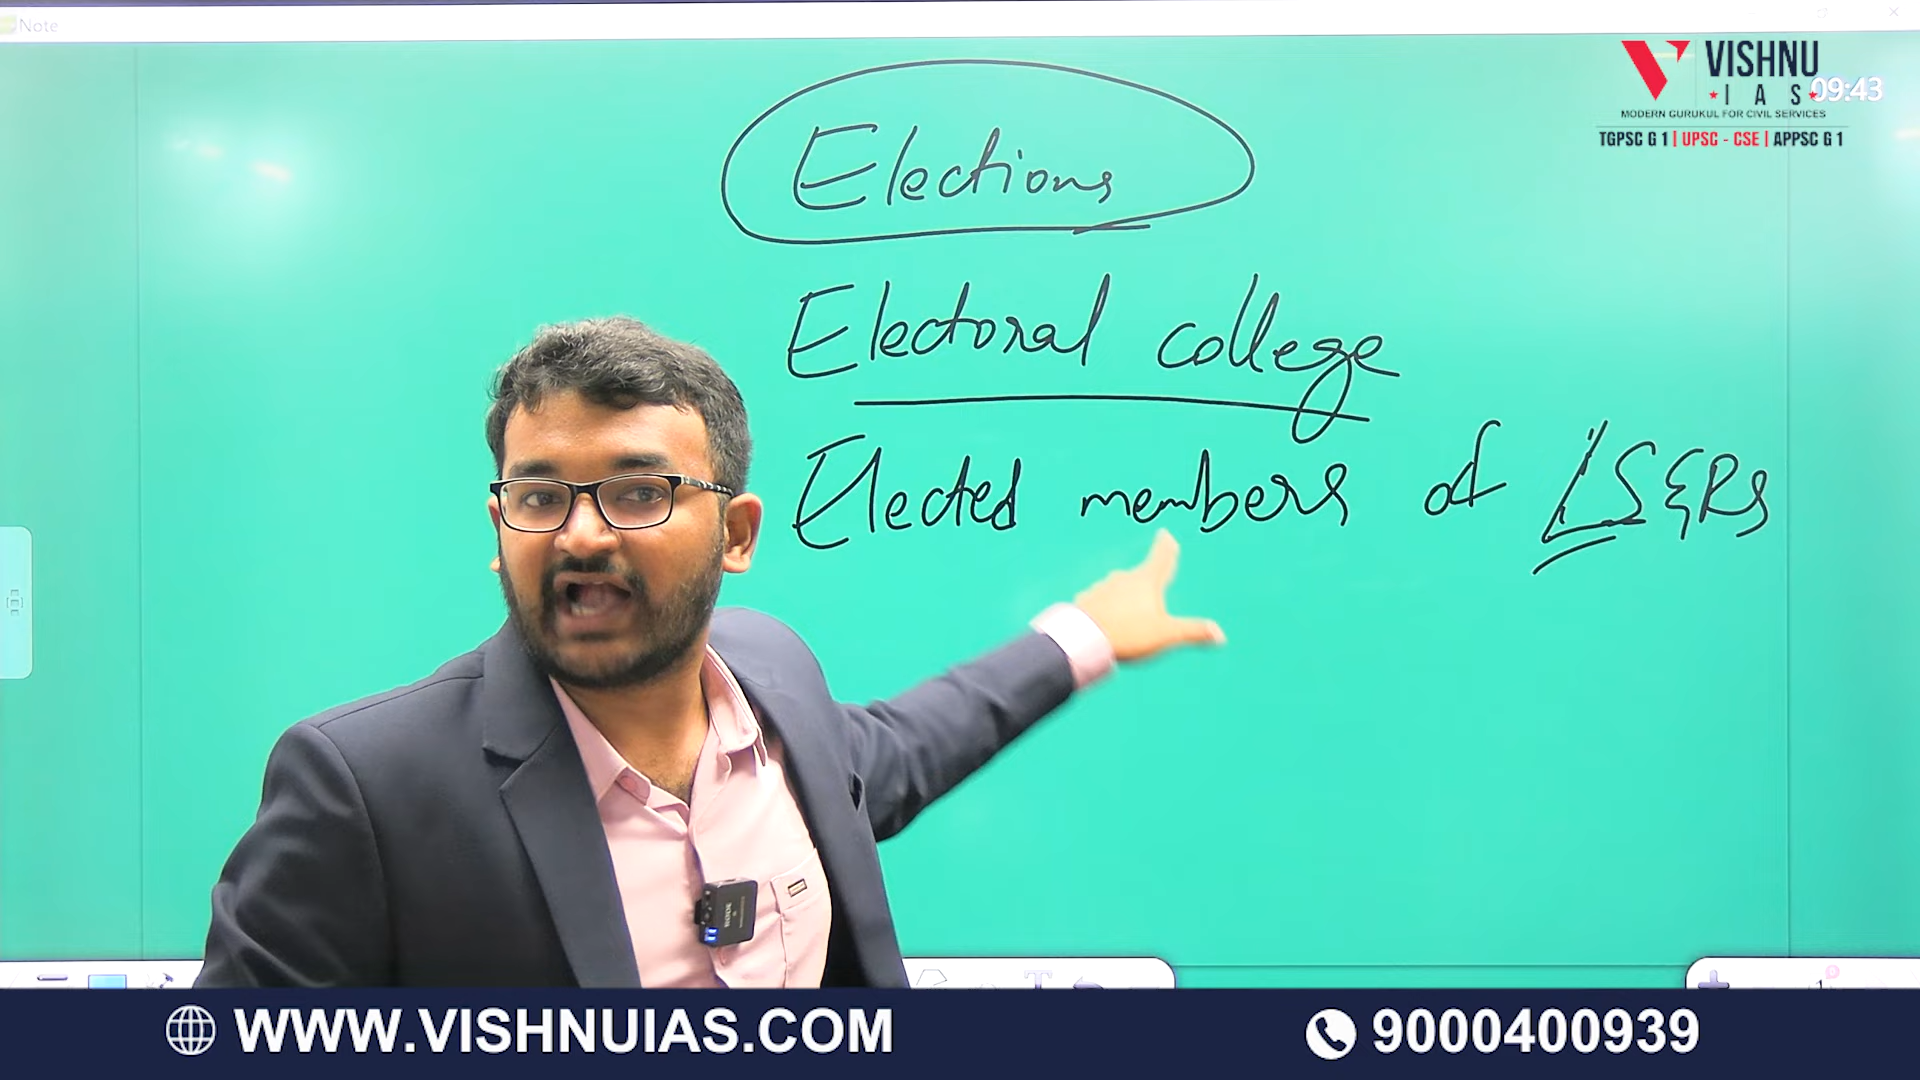 Note
VISHNU
IAS
09:43
MODERN GURUKUL FOR CIVIL SERVICES
TGPSC G 1 | UPSC - CSE | APPSC G 1
Elections
Electoral college
Elected members of LS & RS
WWW.VISHNUIAS.COM
9000400939